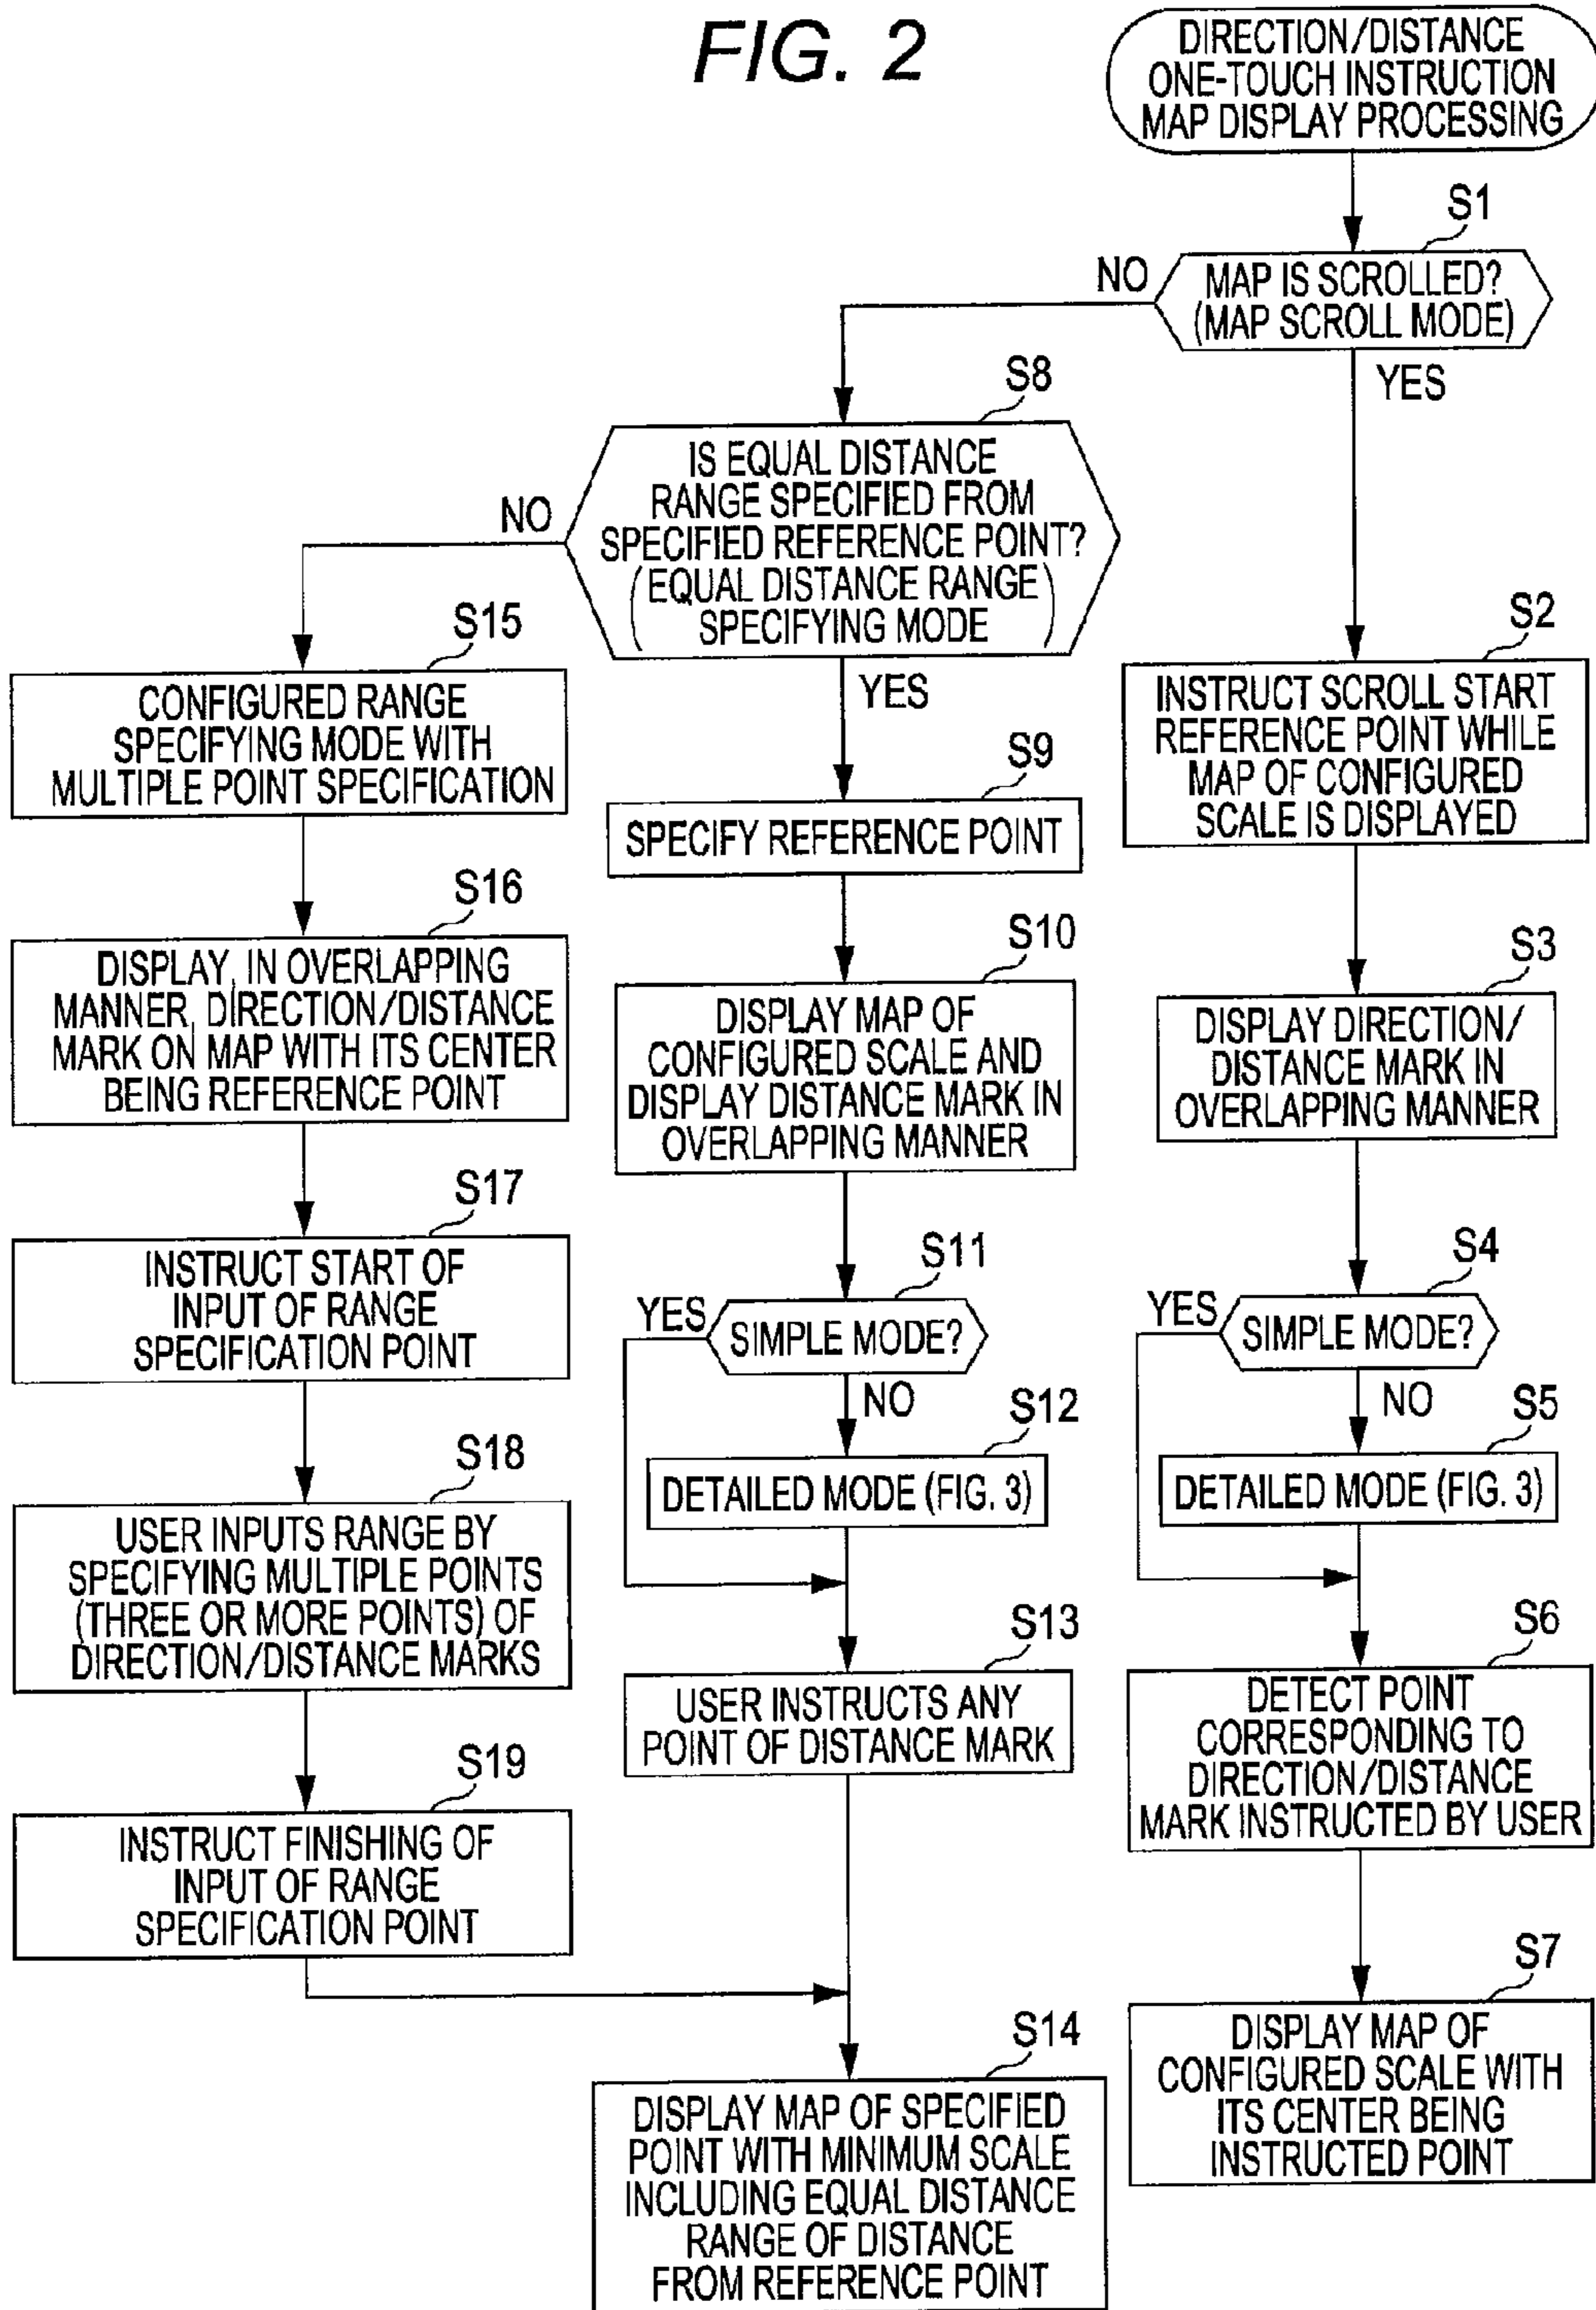 FIG. 2
DIRECTION/DISTANCE
ONE-TOUCH INSTRUCTION
MAP DISPLAY PROCESSING
S1
MAP IS SCROLLED?
(MAP SCROLL MODE)
NO
YES
S2
INSTRUCT SCROLL START
REFERENCE POINT WHILE
MAP OF CONFIGURED
SCALE IS DISPLAYED
S3
DISPLAY DIRECTION/
DISTANCE MARK IN
OVERLAPPING MANNER
S4
SIMPLE MODE?
YES
NO
S5
DETAILED MODE (FIG. 3)
S6
DETECT POINT
CORRESPONDING TO
DIRECTION/DISTANCE
MARK INSTRUCTED BY USER
S7
DISPLAY MAP OF
CONFIGURED SCALE WITH
ITS CENTER BEING
INSTRUCTED POINT
S8
IS EQUAL DISTANCE
RANGE SPECIFIED FROM
SPECIFIED REFERENCE POINT?
(EQUAL DISTANCE RANGE
SPECIFYING MODE)
NO
YES
S9
SPECIFY REFERENCE POINT
S10
DISPLAY MAP OF
CONFIGURED SCALE AND
DISPLAY DISTANCE MARK IN
OVERLAPPING MANNER
S11
SIMPLE MODE?
YES
NO
S12
DETAILED MODE (FIG. 3)
S13
USER INSTRUCTS ANY
POINT OF DISTANCE MARK
S14
DISPLAY MAP OF SPECIFIED
POINT WITH MINIMUM SCALE
INCLUDING EQUAL DISTANCE
RANGE OF DISTANCE
FROM REFERENCE POINT
S15
CONFIGURED RANGE
SPECIFYING MODE WITH
MULTIPLE POINT SPECIFICATION
S16
DISPLAY, IN OVERLAPPING
MANNER, DIRECTION/DISTANCE
MARK ON MAP WITH ITS CENTER
BEING REFERENCE POINT
S17
INSTRUCT START OF
INPUT OF RANGE
SPECIFICATION POINT
S18
USER INPUTS RANGE BY
SPECIFYING MULTIPLE POINTS
(THREE OR MORE POINTS) OF
DIRECTION/DISTANCE MARKS
S19
INSTRUCT FINISHING OF
INPUT OF RANGE
SPECIFICATION POINT